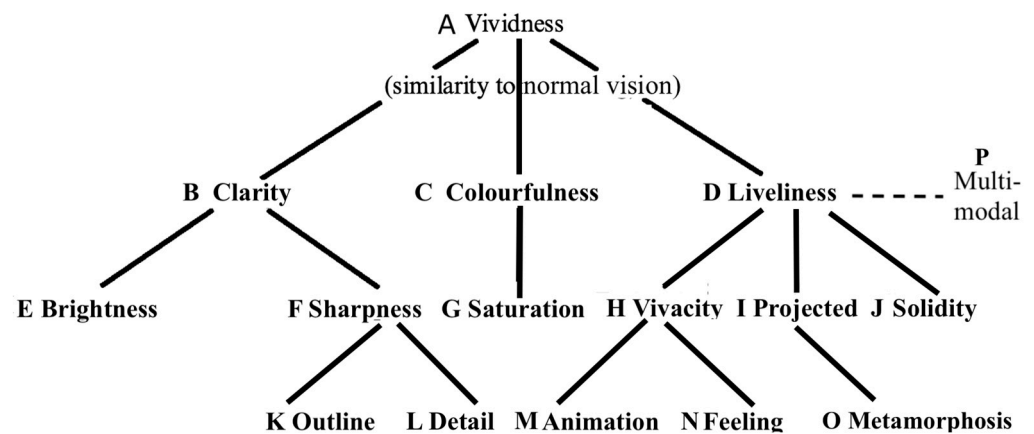 A Vividness
(similarity to normal vision)
P
Multi-
modal
B Clarity
C Colourfulness
D Liveliness
E Brightness
F Sharpness
G Saturation
H Vivacity
I Projected
J Solidity
K Outline
L Detail
M Animation
N Feeling
O Metamorphosis